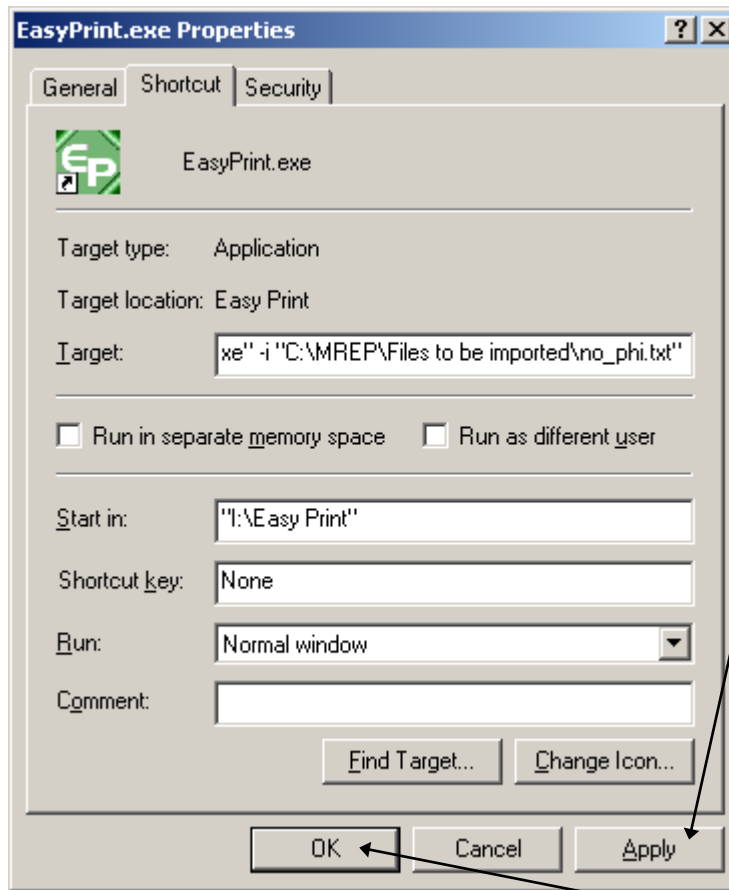 EasyPrint.exe Properties ? X
General Shortcut Security
EP
EasyPrint.exe
Target type: Application
Target location: Easy Print
Target: xe" -i "C:\MREP\Files to be imported\no_phi.txt"
Run in separate memory space Run as different user
Start in: "I:\Easy Print"
Shortcut key: None
Run: Normal window
Comment:
Find Target... Change Icon...
OK Cancel Apply